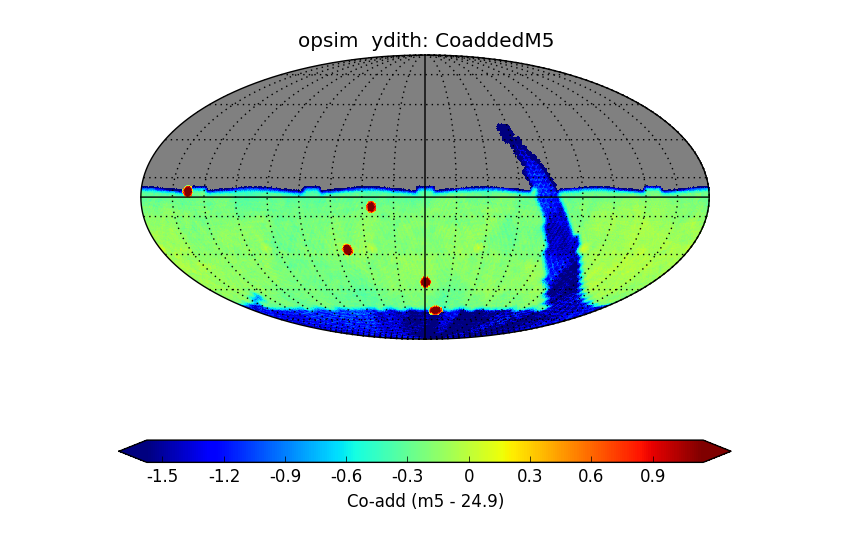 opsim ydith: CoaddedM5
-1.5 -1.2 -0.9 -0.6 -0.3 0 0.3 0.6 0.9
Co-add (m5 - 24.9)